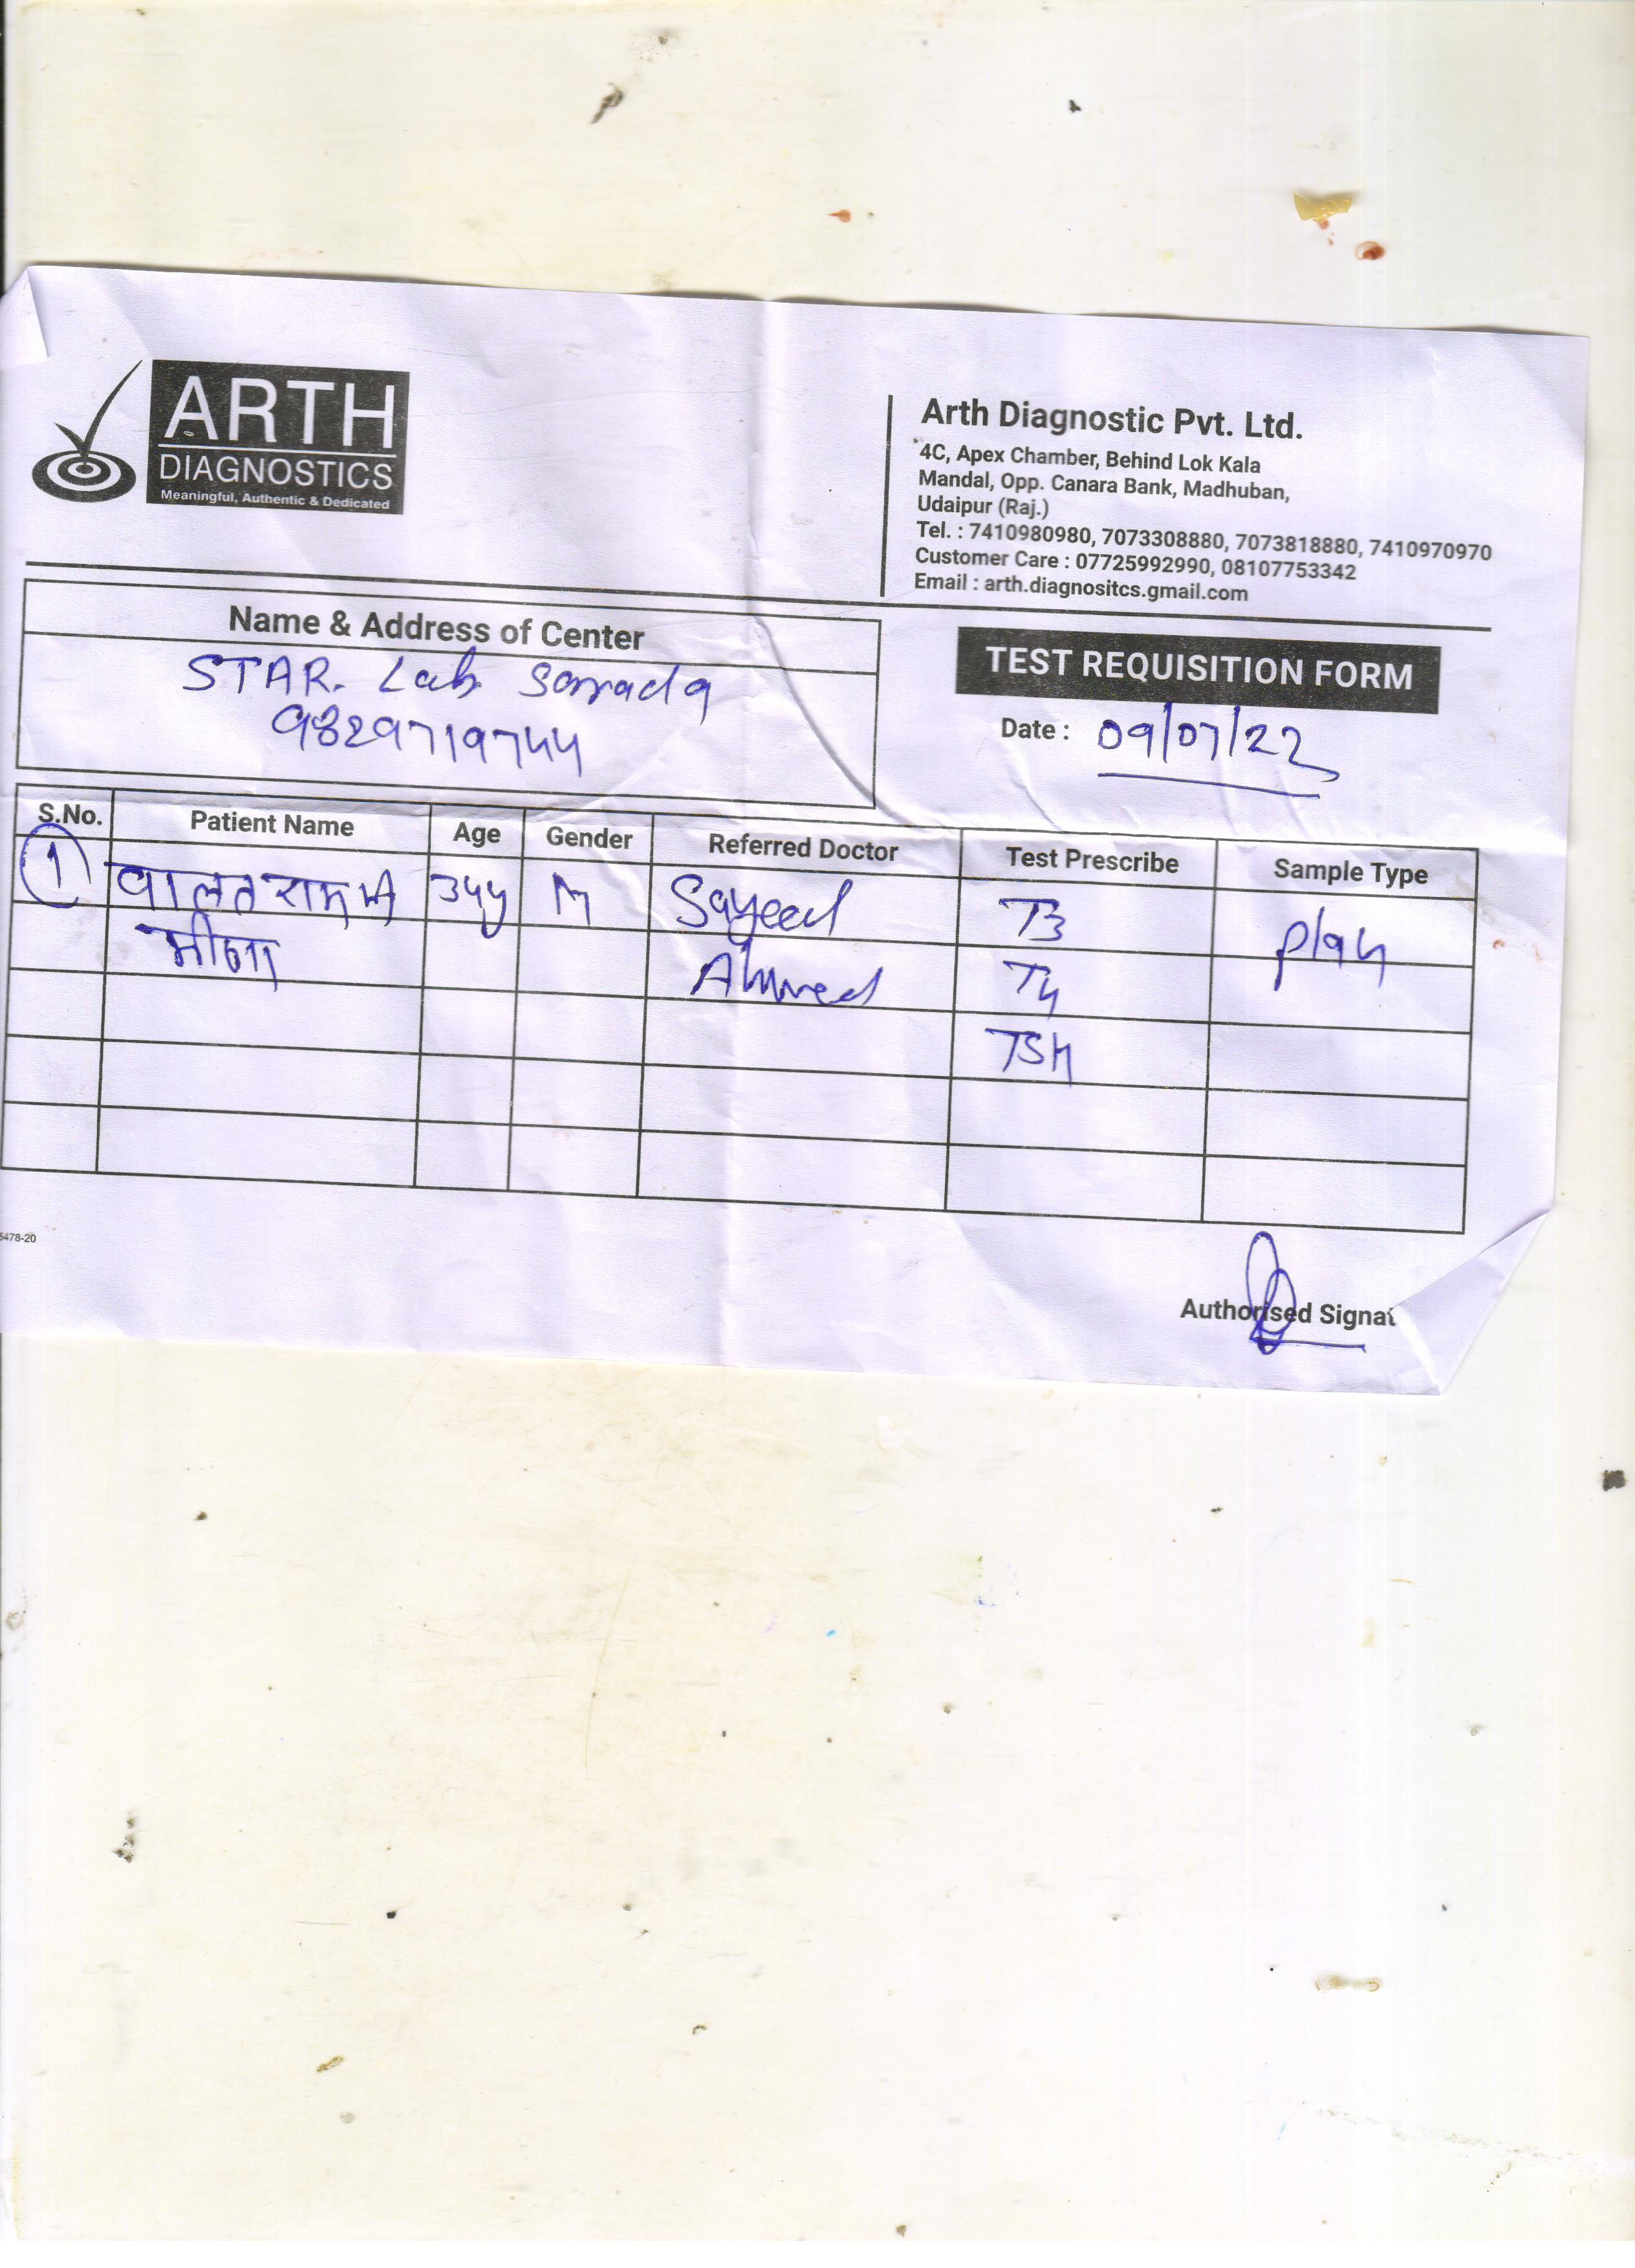 ARTH
DIAGNOSTICS
Meaningful, Authentic & Dedicated
Arth Diagnostic Pvt. Ltd.
4C, Apex Chamber, Behind Lok Kala
Mandal, Opp. Canara Bank, Madhuban,
Udaipur (Raj.)
Tel. : 7410980980, 7073308880, 7073818880, 7410970970
Customer Care : 07725992990, 08107753342
Email : arth.diagnositcs.gmail.com
Name & Address of Center
STAR. Lab Sarada
9829719744
TEST REQUISITION FORM
Date : 09/07/22
S.No. Patient Name Age Gender Referred Doctor Test Prescribe Sample Type
1 वालतराम 34y M Sayeed T3 plan
मीणा Ahmed T4
TSH
5478-20
Authorised Signat